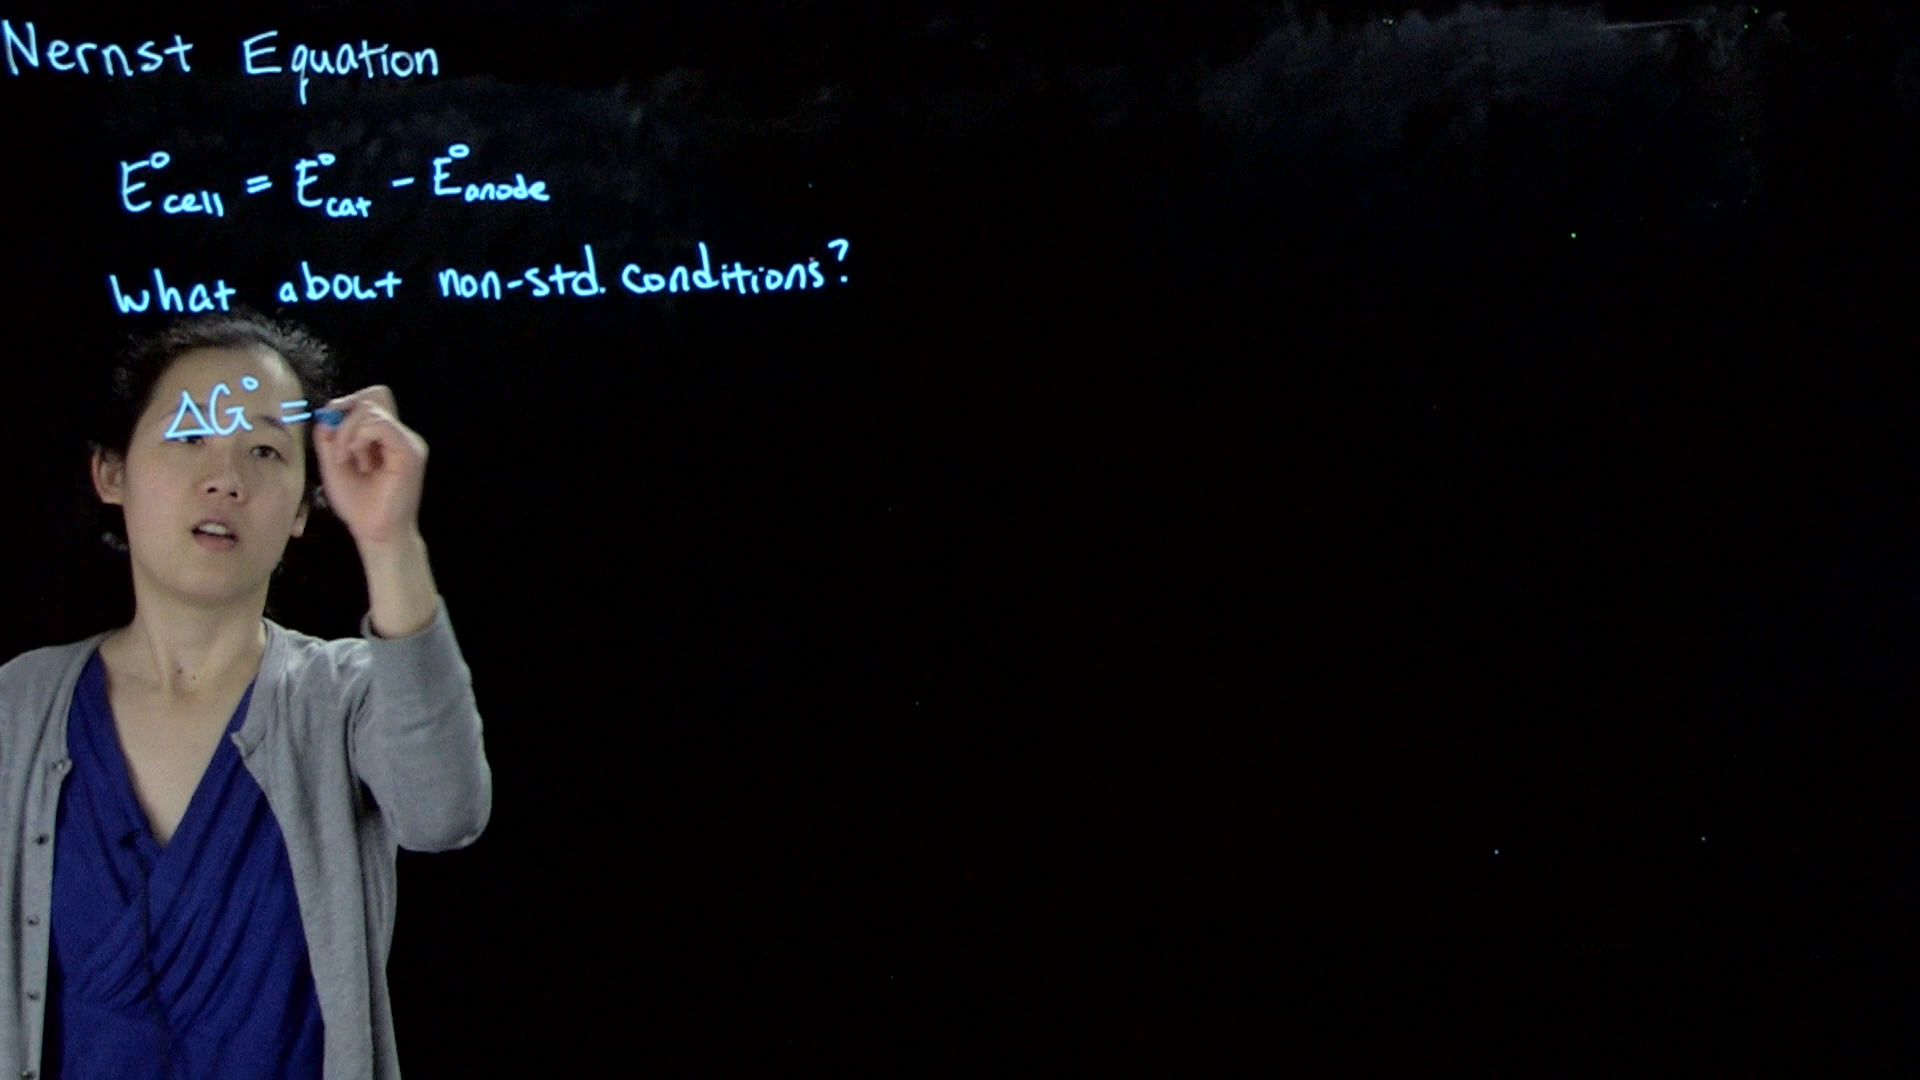 Nernst Equation
E°cell = E°cat - E°anode
What about non-std. conditions?
ΔG° =